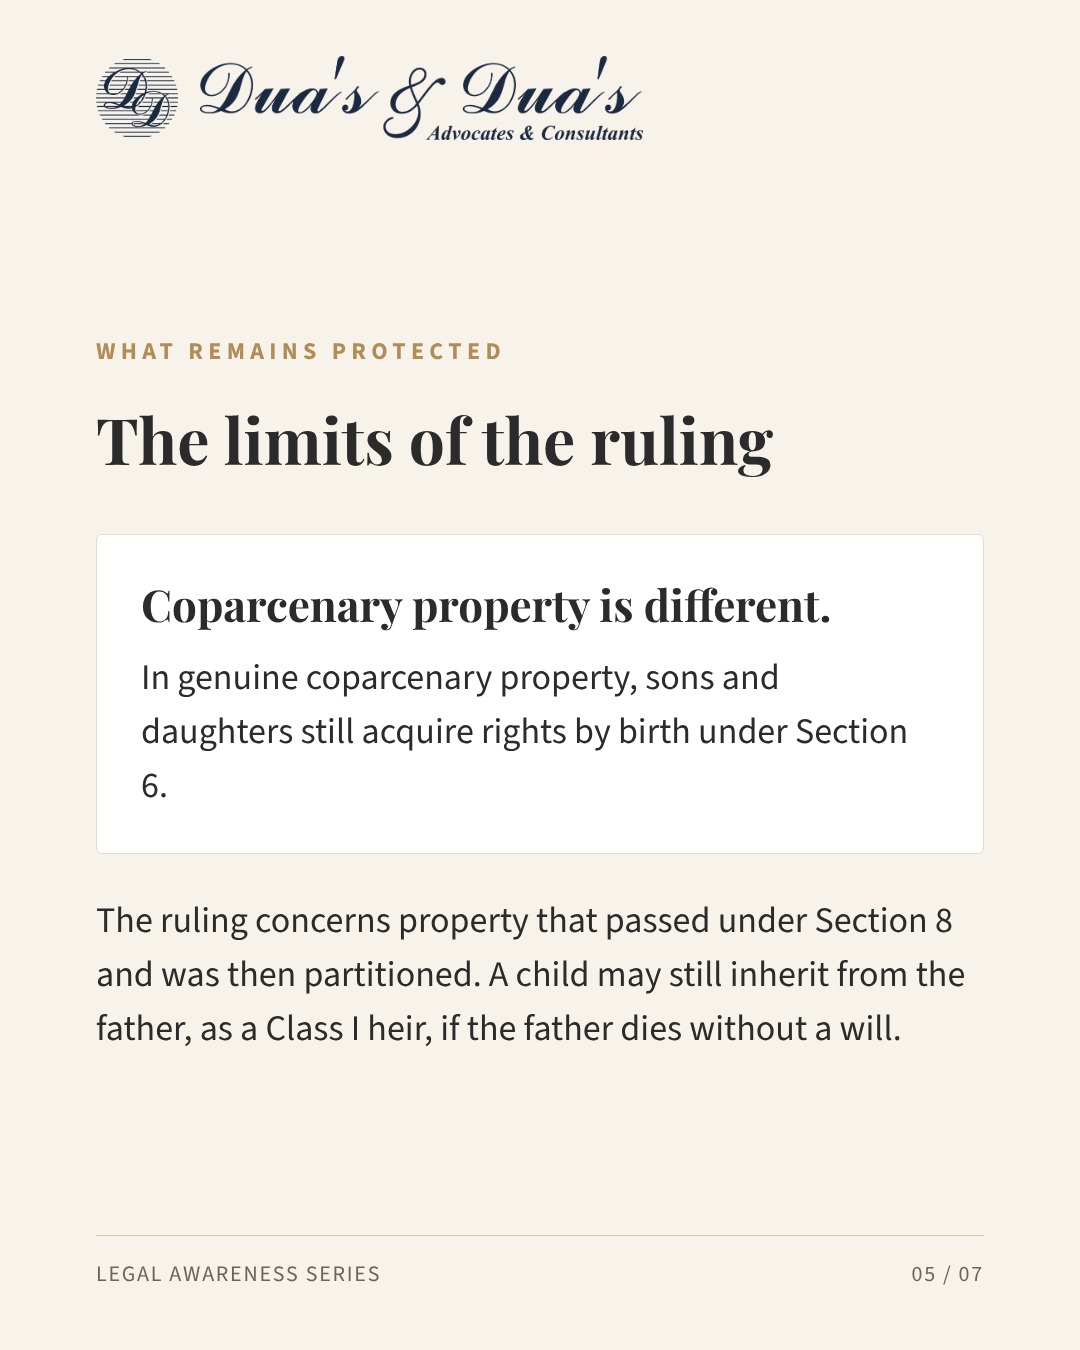 DD Dua's & Dua's
Advocates & Consultants
WHAT REMAINS PROTECTED
The limits of the ruling
Coparcenary property is different.
In genuine coparcenary property, sons and
daughters still acquire rights by birth under Section
6.
The ruling concerns property that passed under Section 8
and was then partitioned. A child may still inherit from the
father, as a Class I heir, if the father dies without a will.
LEGAL AWARENESS SERIES
05 / 07